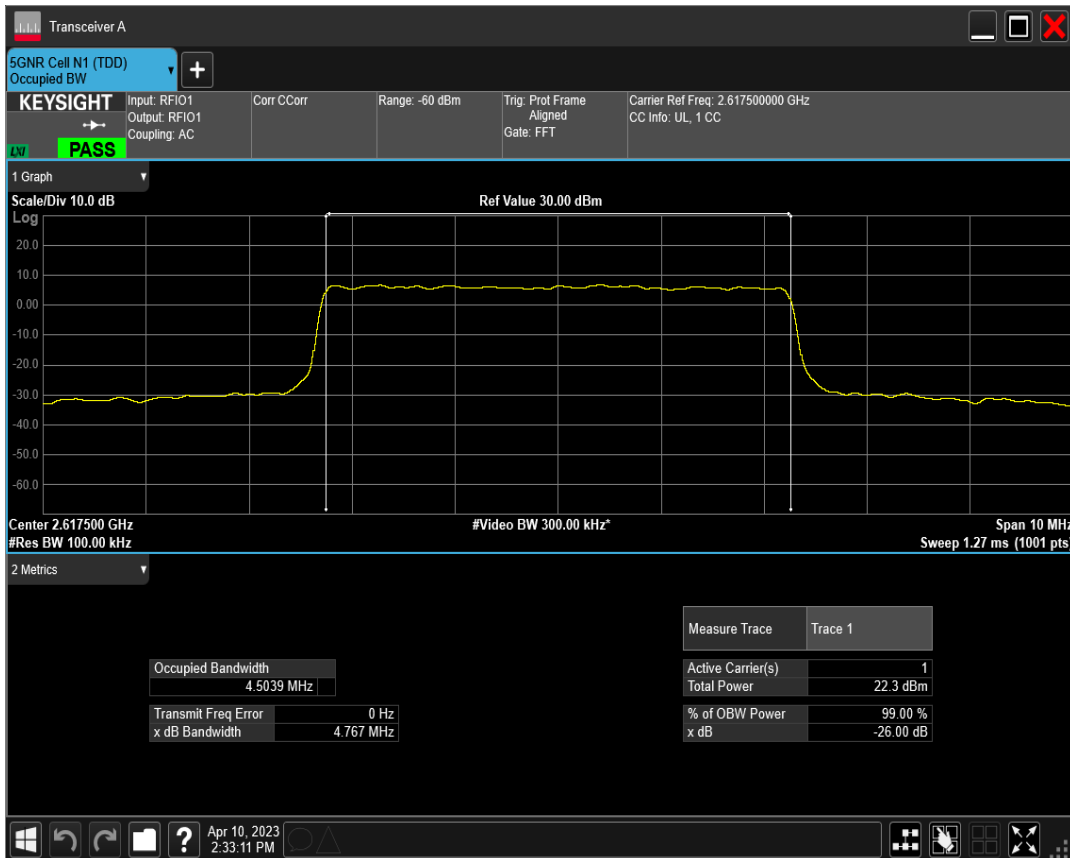 Transceiver A
5GNR Cell N1 (TDD)
Occupied BW
+
KEYSIGHT
LXI
PASS
Input: RFIO1
Output: RFIO1
Coupling: AC
Corr CCorr
Range: -60 dBm
Trig: Prot Frame
Aligned
Gate: FFT
Carrier Ref Freq: 2.617500000 GHz
CC Info: UL, 1 CC
1 Graph
Scale/Div 10.0 dB
Ref Value 30.00 dBm
Log
20.0
10.0
0.00
-10.0
-20.0
-30.0
-40.0
-50.0
-60.0
Center 2.617500 GHz
#Video BW 300.00 kHz*
Span 10 MHz
#Res BW 100.00 kHz
Sweep 1.27 ms (1001 pts)
2 Metrics
Measure Trace Trace 1
Occupied Bandwidth
4.5039 MHz
Active Carrier(s) 1
Total Power 22.3 dBm
Transmit Freq Error 0 Hz
x dB Bandwidth 4.767 MHz
% of OBW Power 99.00 %
x dB -26.00 dB
?
Apr 10, 2023
2:33:11 PM